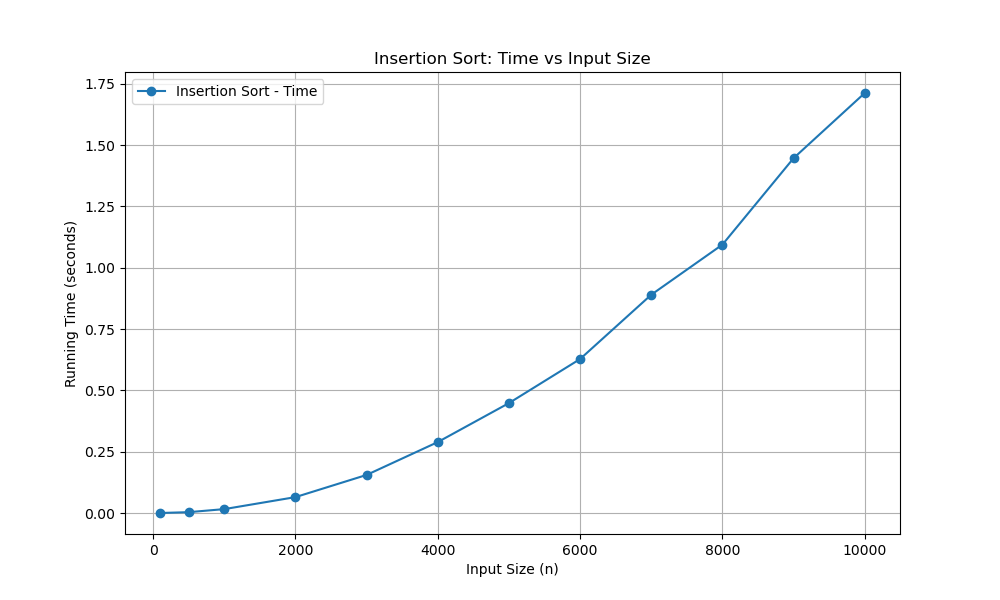 Insertion Sort: Time vs Input Size
Insertion Sort - Time
Running Time (seconds)
1.75
1.50
1.25
1.00
0.75
0.50
0.25
0.00
0 2000 4000 6000 8000 10000
Input Size (n)